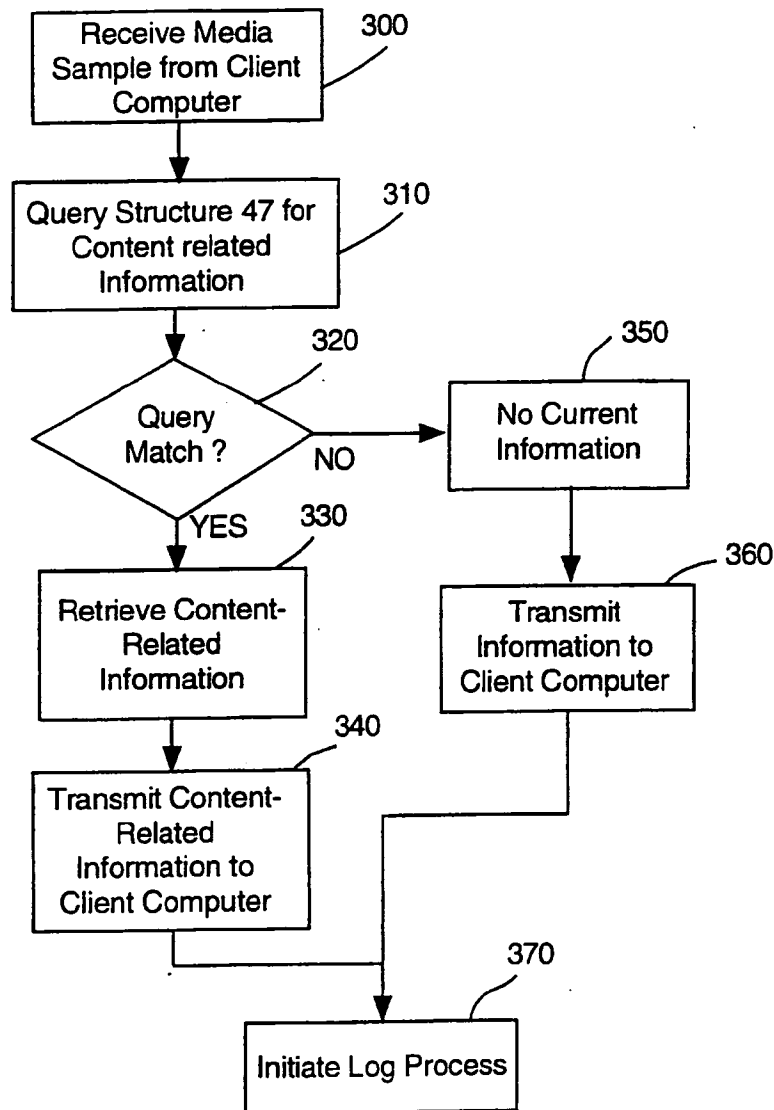 Receive Media
Sample from Client
Computer
300
Query Structure 47 for
Content related
Information
310
Query
Match ?
320
NO
YES
No Current
Information
350
Retrieve Content-
Related
Information
330
Transmit
Information to
Client Computer
360
Transmit Content-
Related
Information to
Client Computer
340
Initiate Log Process
370